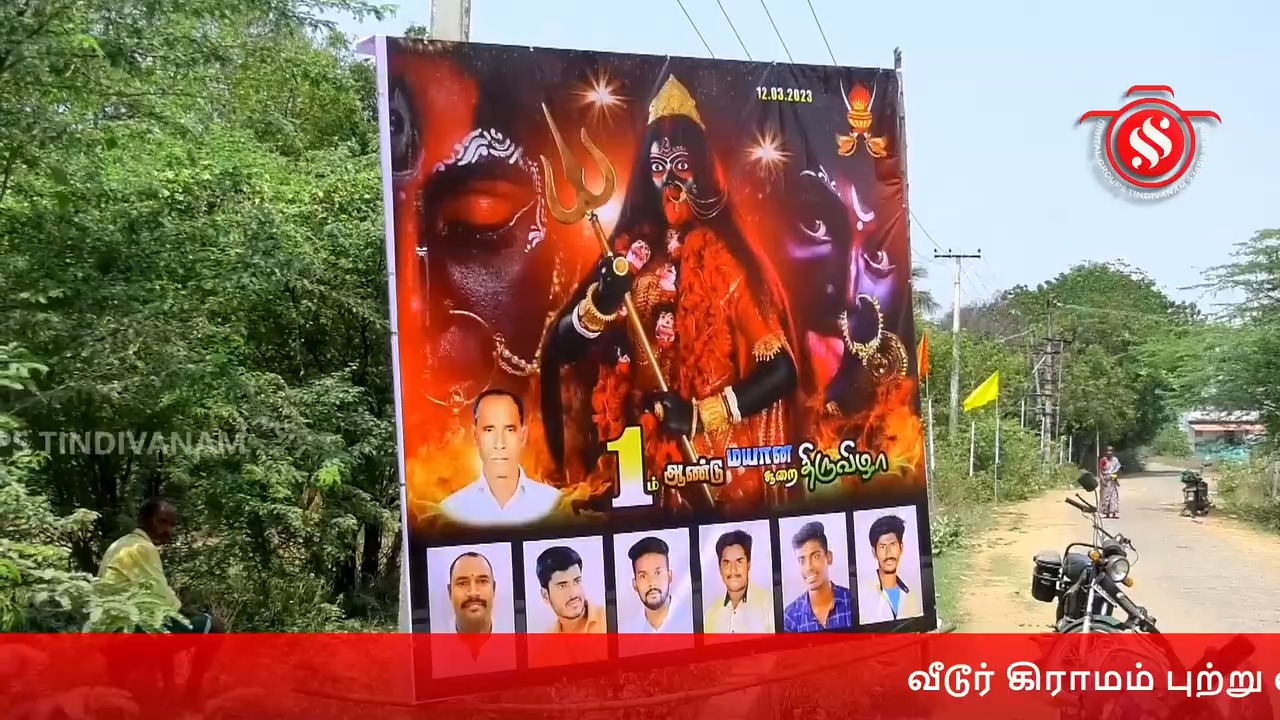 12.03.2023
1ம் ஆண்டு மயான சூறை திருவிழா
PS TINDIVANAM
வீடூர் கிராமம் புற்று